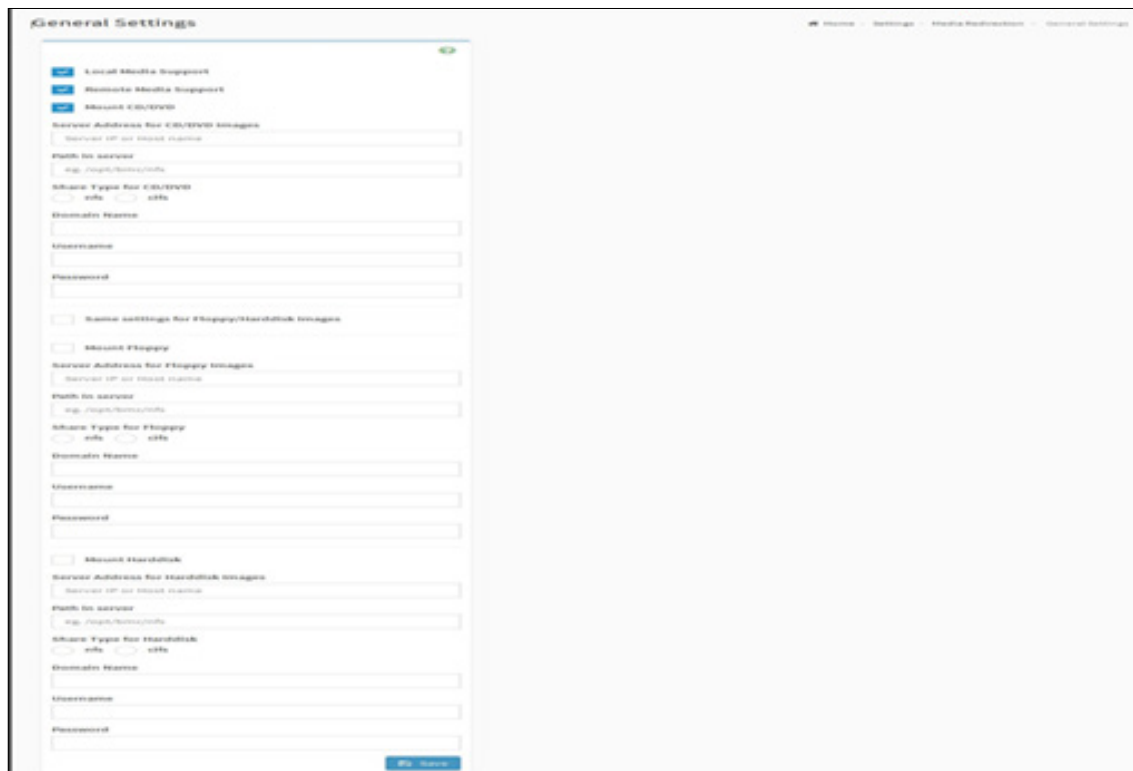 General Settings
Home - Settings - Media Redirection - General Settings
Local Media Support
Remote Media Support
Mount CD/DVD
Server Address for CD/DVD Images
Server IP or Host name
Path in server
eg. /opt/bmc/nfs
Share Type for CD/DVD
nfs cifs
Domain Name
Username
Password
Same settings for Floppy/Harddisk Images
Mount Floppy
Server Address for Floppy Images
Server IP or Host name
Path in server
eg. /opt/bmc/nfs
Share Type for Floppy
nfs cifs
Domain Name
Username
Password
Mount Harddisk
Server Address for Harddisk Images
Server IP or Host name
Path in server
eg. /opt/bmc/nfs
Share Type for Harddisk
nfs cifs
Domain Name
Username
Password
Save